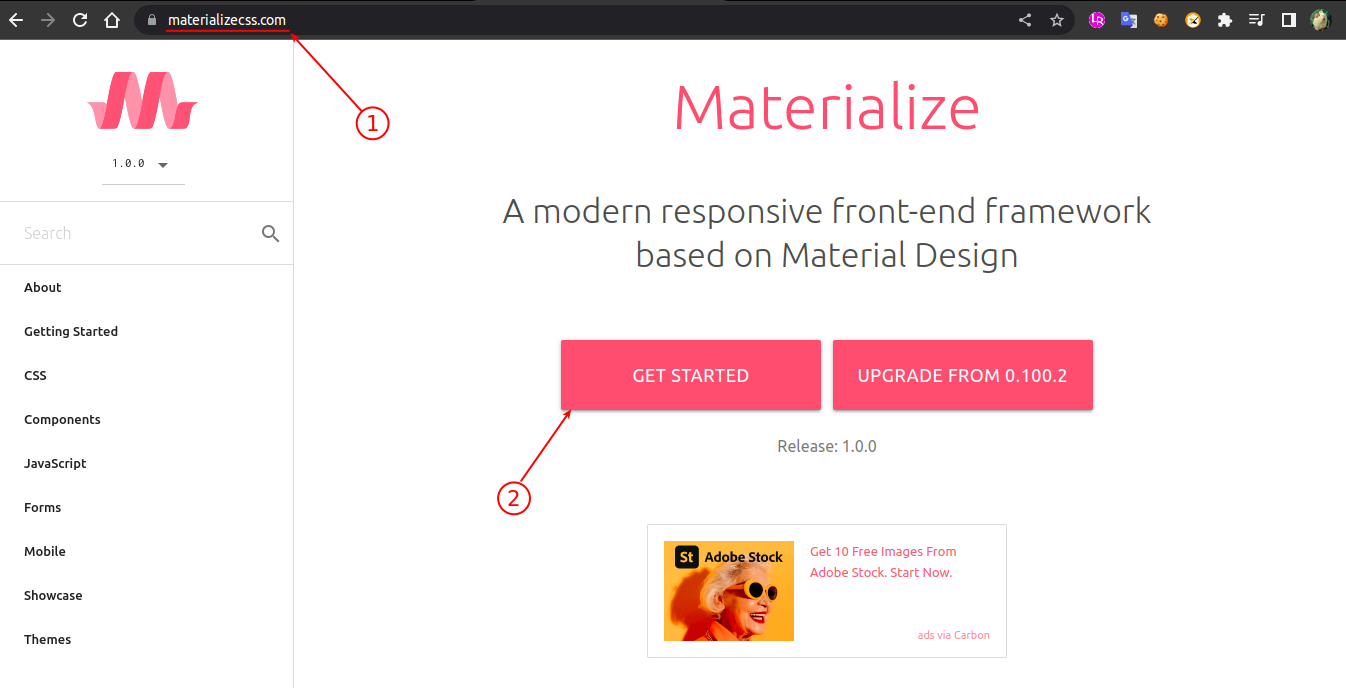 materializecss.com
1
Materialize
1.0.0
A modern responsive front-end framework
based on Material Design
Search
About
Getting Started
CSS
Components
JavaScript
Forms
Mobile
Showcase
Themes
GET STARTED
UPGRADE FROM 0.100.2
Release: 1.0.0
2
St Adobe Stock
Get 10 Free Images From
Adobe Stock. Start Now.
ads via Carbon
LR
G